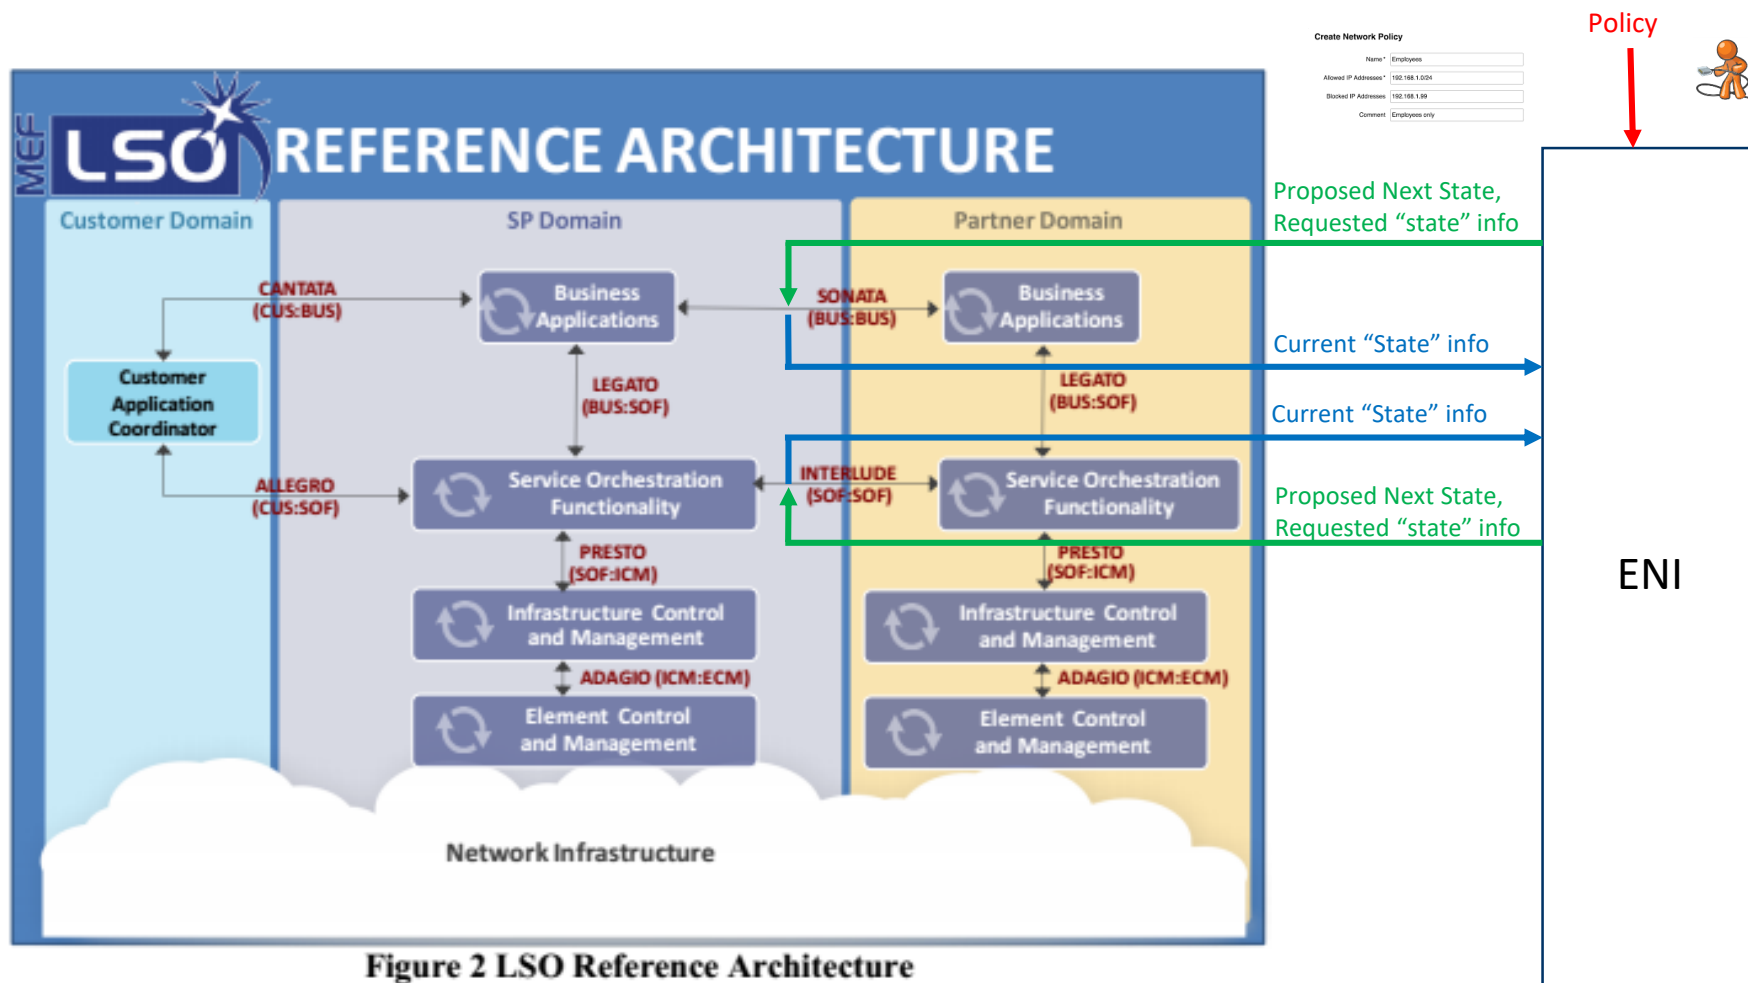 Create Network Policy
Name* Employees
Allowed IP Addresses* 192.168.1.0/24
Blocked IP Addresses 192.168.1.99
Comment Employees only
Policy
MEF
LSO REFERENCE ARCHITECTURE
Customer Domain
SP Domain
Partner Domain
Proposed Next State,
Requested “state” info
CANTATA
(CUS:BUS)
Business
Applications
SONATA
(BUS:BUS)
Business
Applications
Current “State” info
Customer
Application
Coordinator
LEGATO
(BUS:SOF)
LEGATO
(BUS:SOF)
Current “State” info
ALLEGRO
(CUS:SOF)
Service Orchestration
Functionality
INTERLUDE
(SOF:SOF)
Service Orchestration
Functionality
Proposed Next State,
Requested “state” info
PRESTO
(SOF:ICM)
PRESTO
(SOF:ICM)
ENI
Infrastructure Control
and Management
Infrastructure Control
and Management
ADAGIO (ICM:ECM)
ADAGIO (ICM:ECM)
Element Control
and Management
Element Control
and Management
Network Infrastructure
Figure 2 LSO Reference Architecture